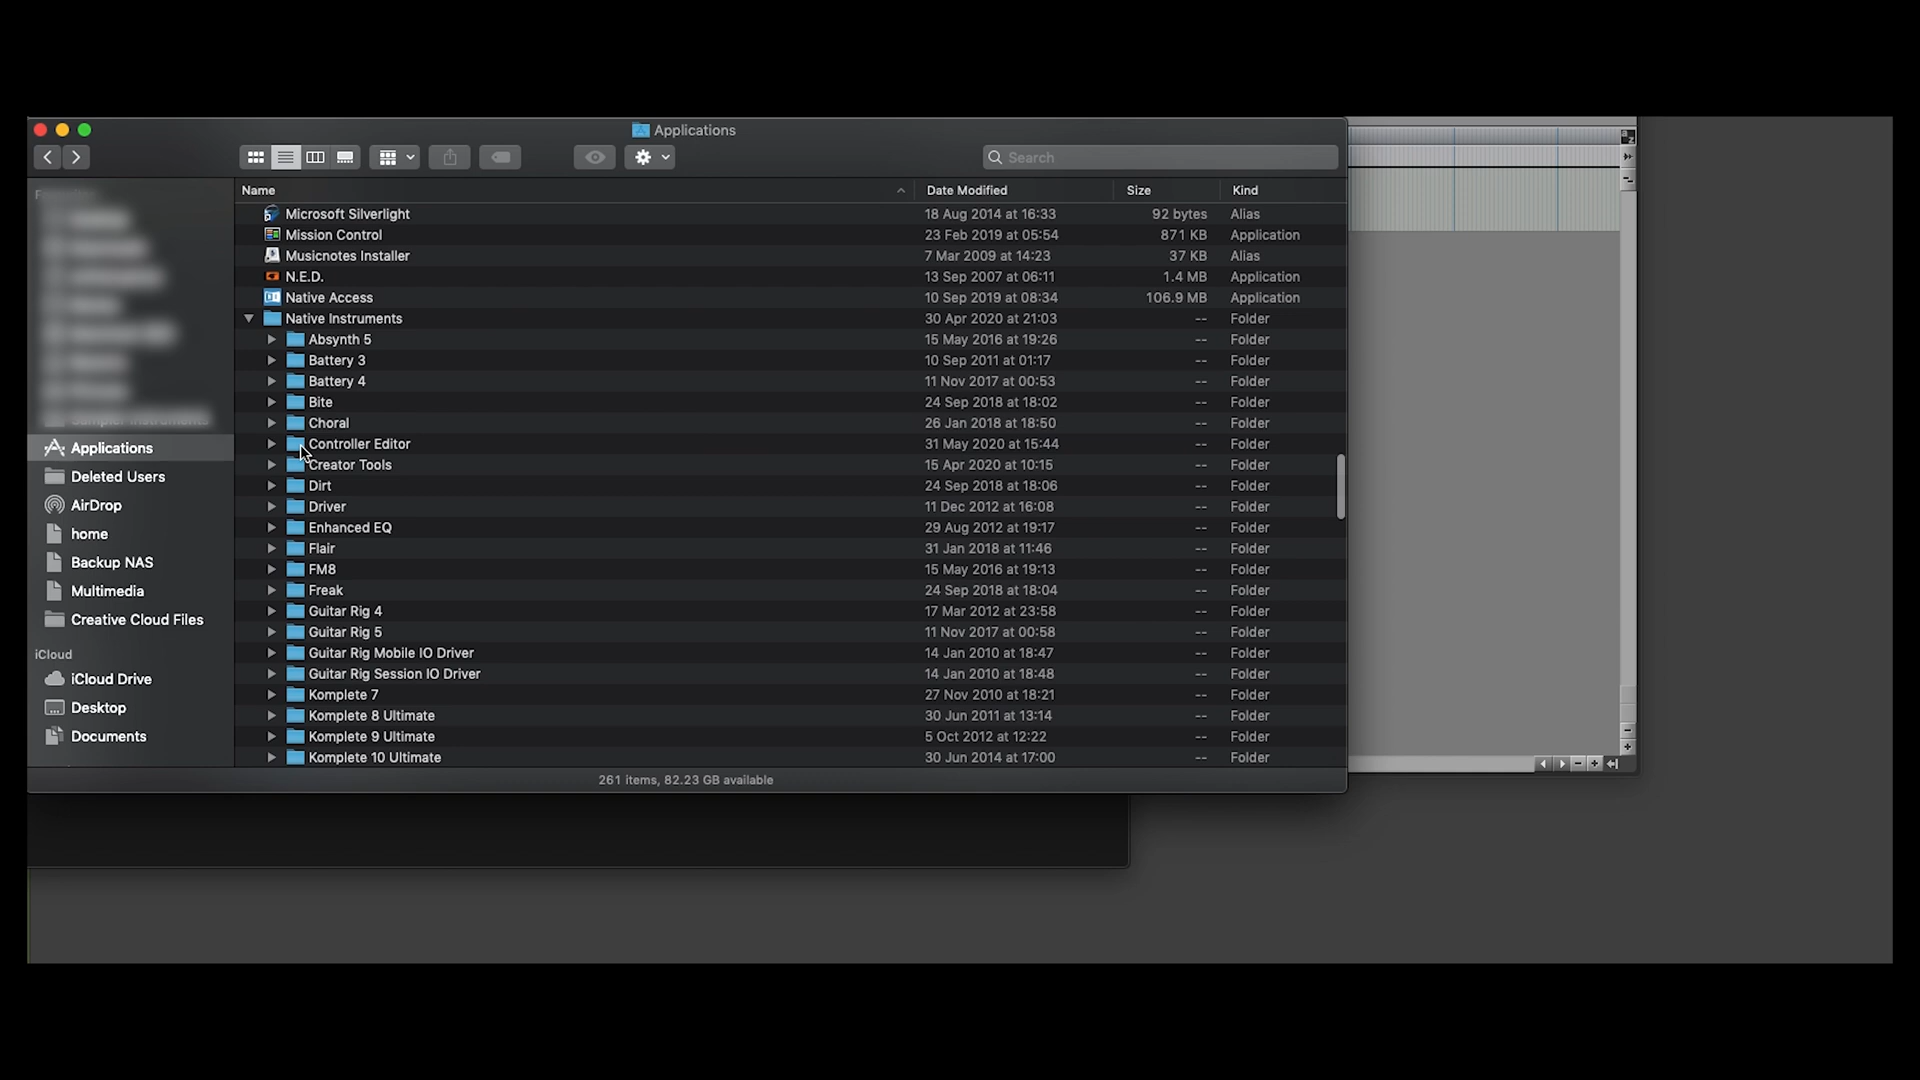 Applications
Search
Name Date Modified Size Kind
Microsoft Silverlight 18 Aug 2014 at 16:33 92 bytes Alias
Mission Control 23 Feb 2019 at 05:54 871 KB Application
Musicnotes Installer 7 Mar 2009 at 14:23 37 KB Alias
N.E.D. 13 Sep 2007 at 06:11 1.4 MB Application
Native Access 10 Sep 2019 at 08:34 106.9 MB Application
Native Instruments 30 Apr 2020 at 21:03 -- Folder
Absynth 5 15 May 2016 at 19:26 -- Folder
Battery 3 10 Sep 2011 at 01:17 -- Folder
Battery 4 11 Nov 2017 at 00:53 -- Folder
Bite 24 Sep 2018 at 18:02 -- Folder
Choral 26 Jan 2018 at 18:50 -- Folder
Controller Editor 31 May 2020 at 15:44 -- Folder
Creator Tools 15 Apr 2020 at 10:15 -- Folder
Dirt 24 Sep 2018 at 18:06 -- Folder
Driver 11 Dec 2012 at 16:08 -- Folder
Enhanced EQ 29 Aug 2012 at 19:17 -- Folder
Flair 31 Jan 2018 at 11:46 -- Folder
FM8 15 May 2016 at 19:13 -- Folder
Freak 24 Sep 2018 at 18:04 -- Folder
Guitar Rig 4 17 Mar 2012 at 23:58 -- Folder
Guitar Rig 5 11 Nov 2017 at 00:58 -- Folder
Guitar Rig Mobile IO Driver 14 Jan 2010 at 18:47 -- Folder
Guitar Rig Session IO Driver 14 Jan 2010 at 18:48 -- Folder
Komplete 7 27 Nov 2010 at 18:21 -- Folder
Komplete 8 Ultimate 30 Jun 2011 at 13:14 -- Folder
Komplete 9 Ultimate 5 Oct 2012 at 12:22 -- Folder
Komplete 10 Ultimate 30 Jun 2014 at 17:00 -- Folder
Applications
Deleted Users
AirDrop
home
Backup NAS
Multimedia
Creative Cloud Files
iCloud
iCloud Drive
Desktop
Documents
261 items, 82.23 GB available